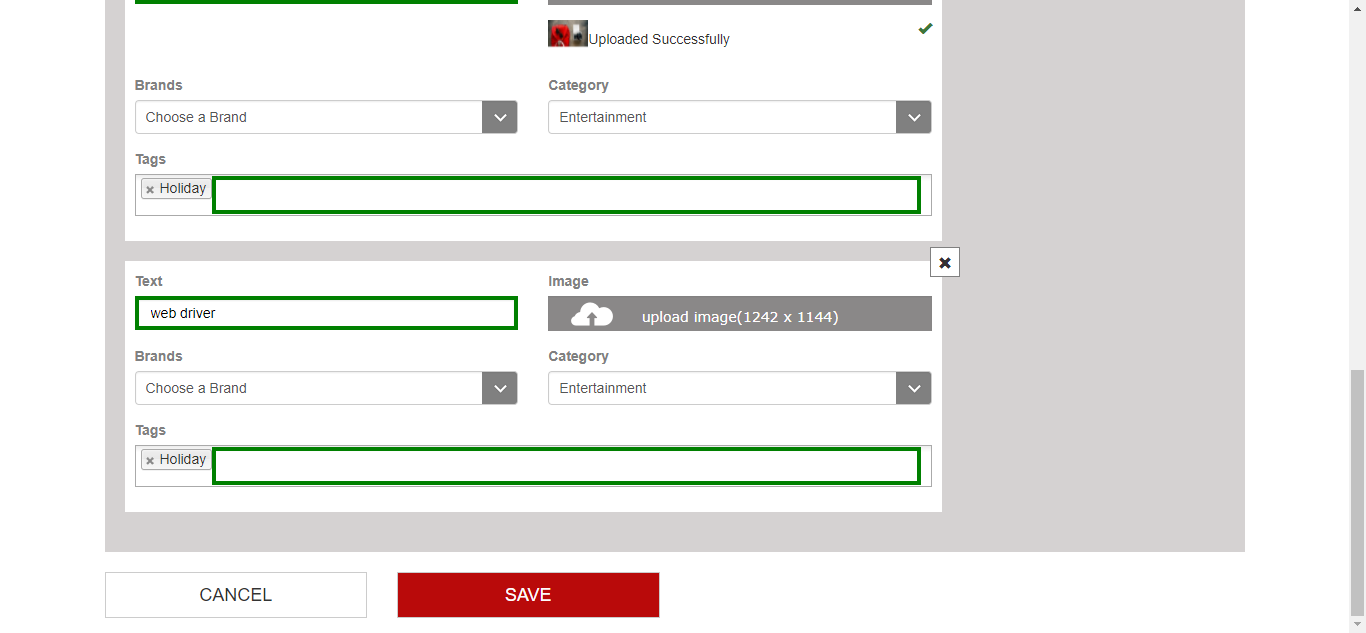 Uploaded Successfully
Brands
Category
Choose a Brand
Entertainment
Tags
× Holiday
Text
Image
web driver
upload image(1242 x 1144)
Brands
Category
Choose a Brand
Entertainment
Tags
× Holiday
CANCEL
SAVE